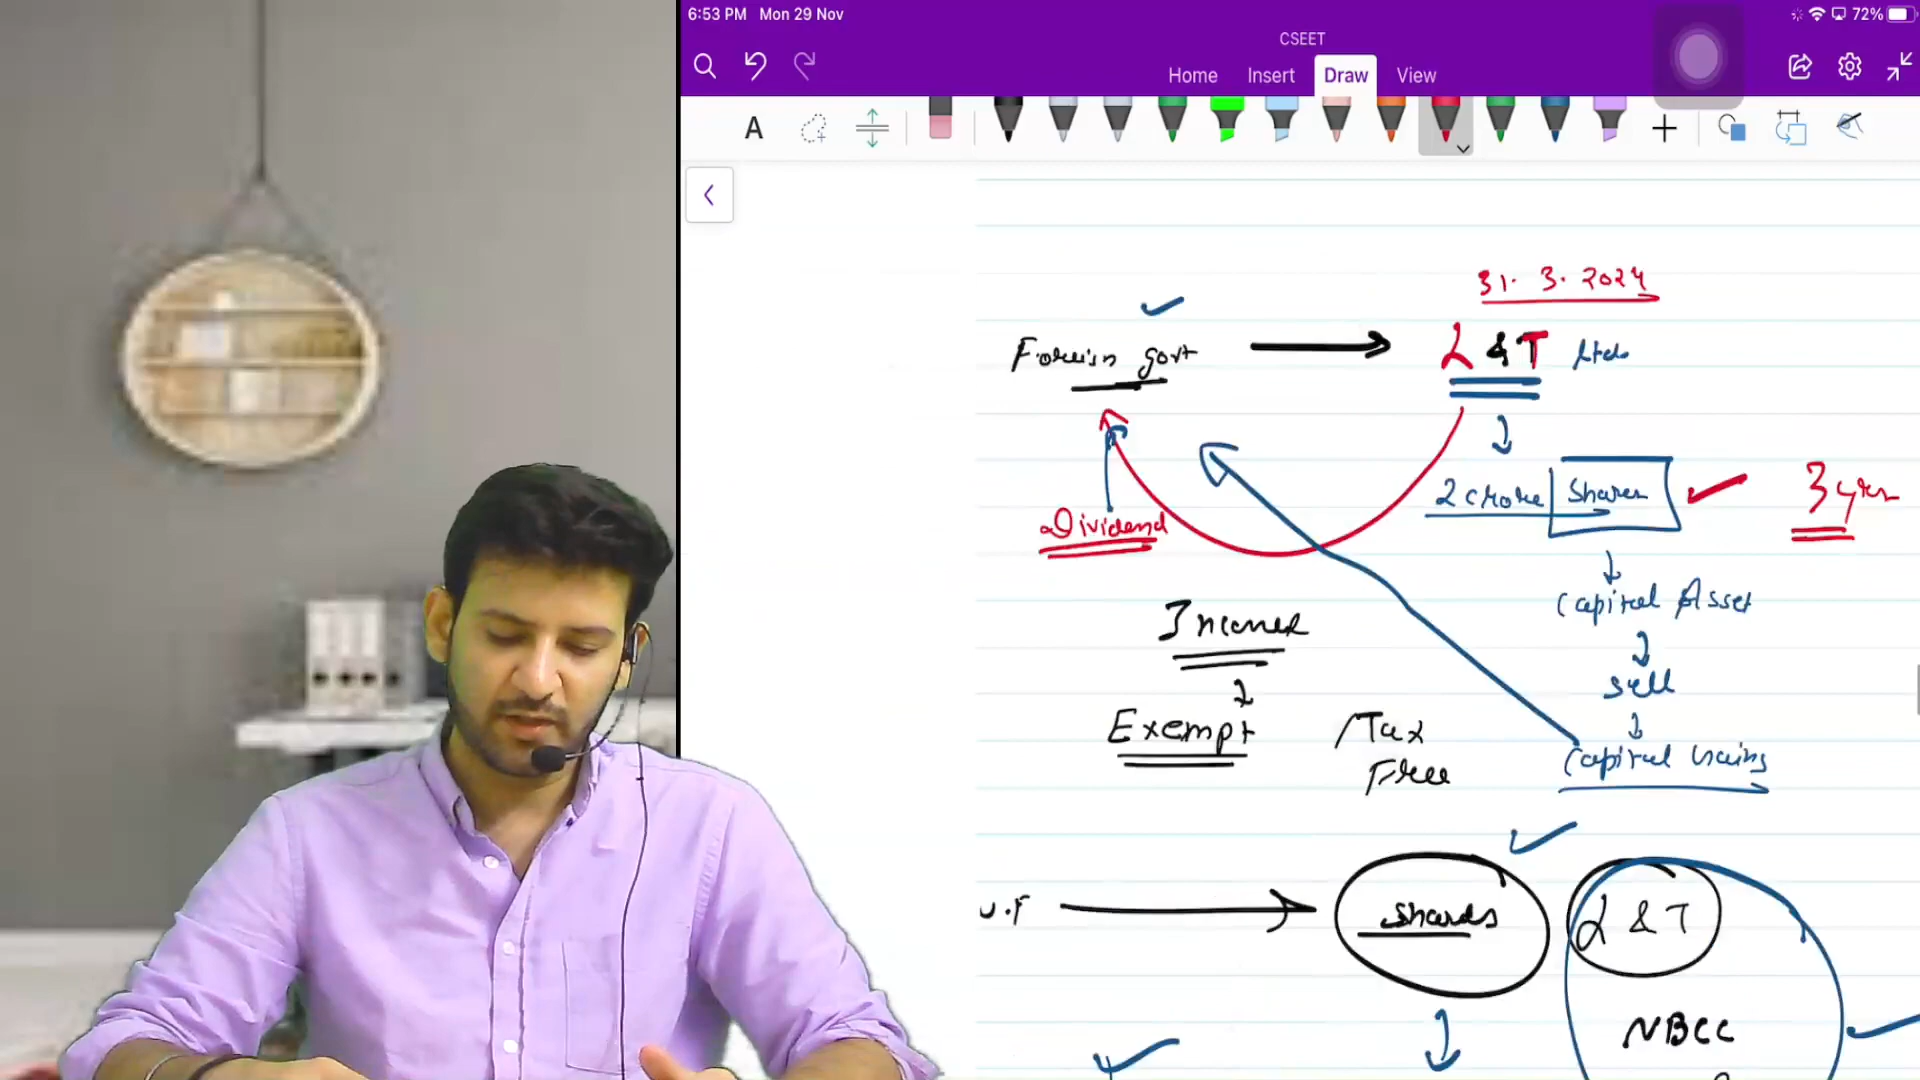 6:53 PM Mon 29 Nov
72%
CSEET
Home Insert Draw View
A
31. 3. 2024
Foreign govt
L & T Ltd
2 crore Shares
3 yrs
Dividend
Capital Asset
Income
sell
Exempt /Tax Free
Capital Gains
shares
L & T
NBCC